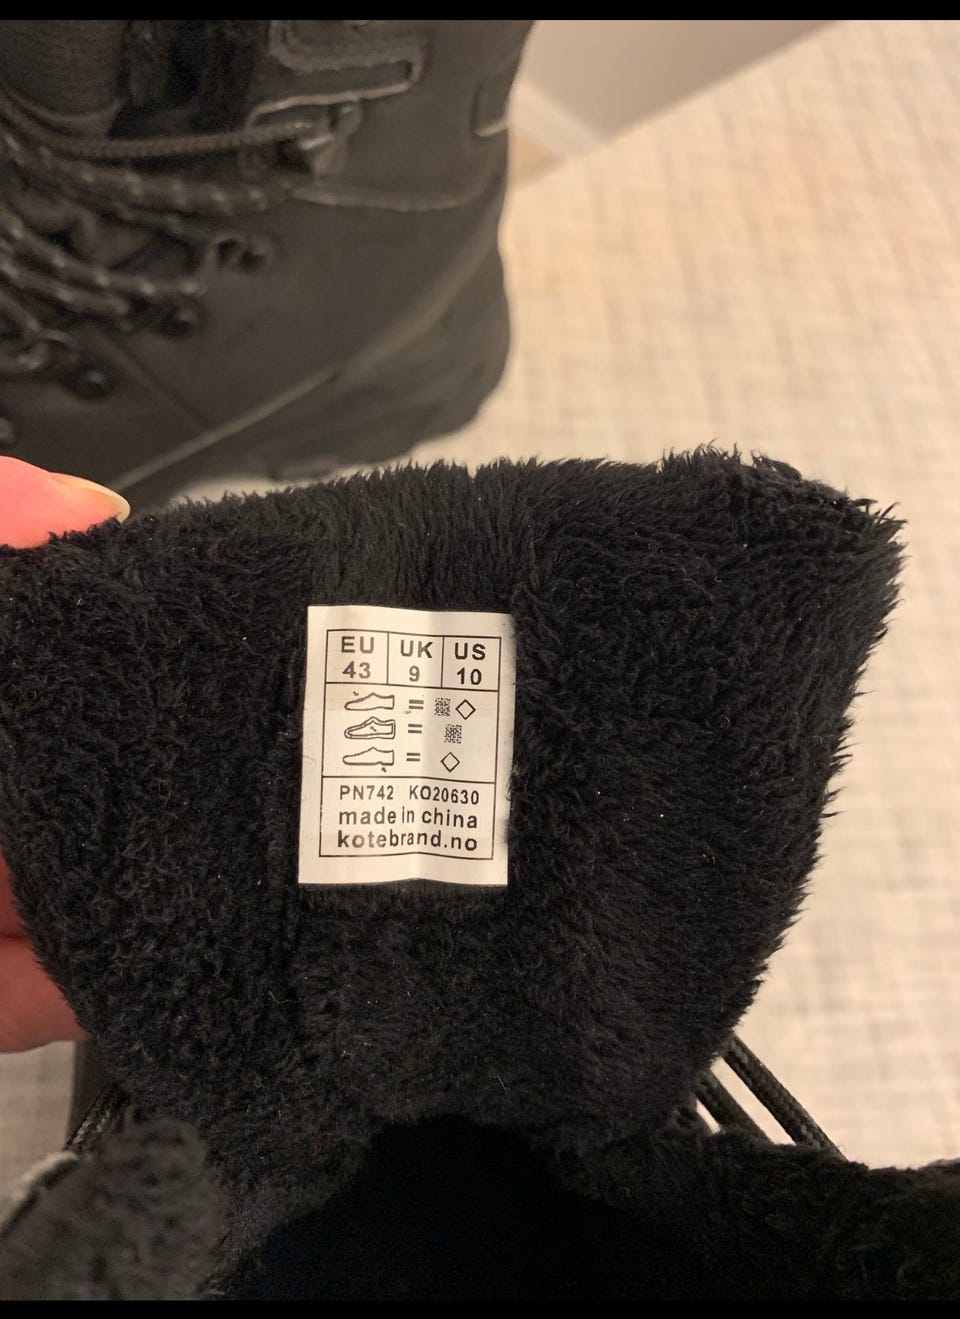 EU UK US
43 9 10
= 
=
=
PN742 KO20630
made in china
kotebrand.no